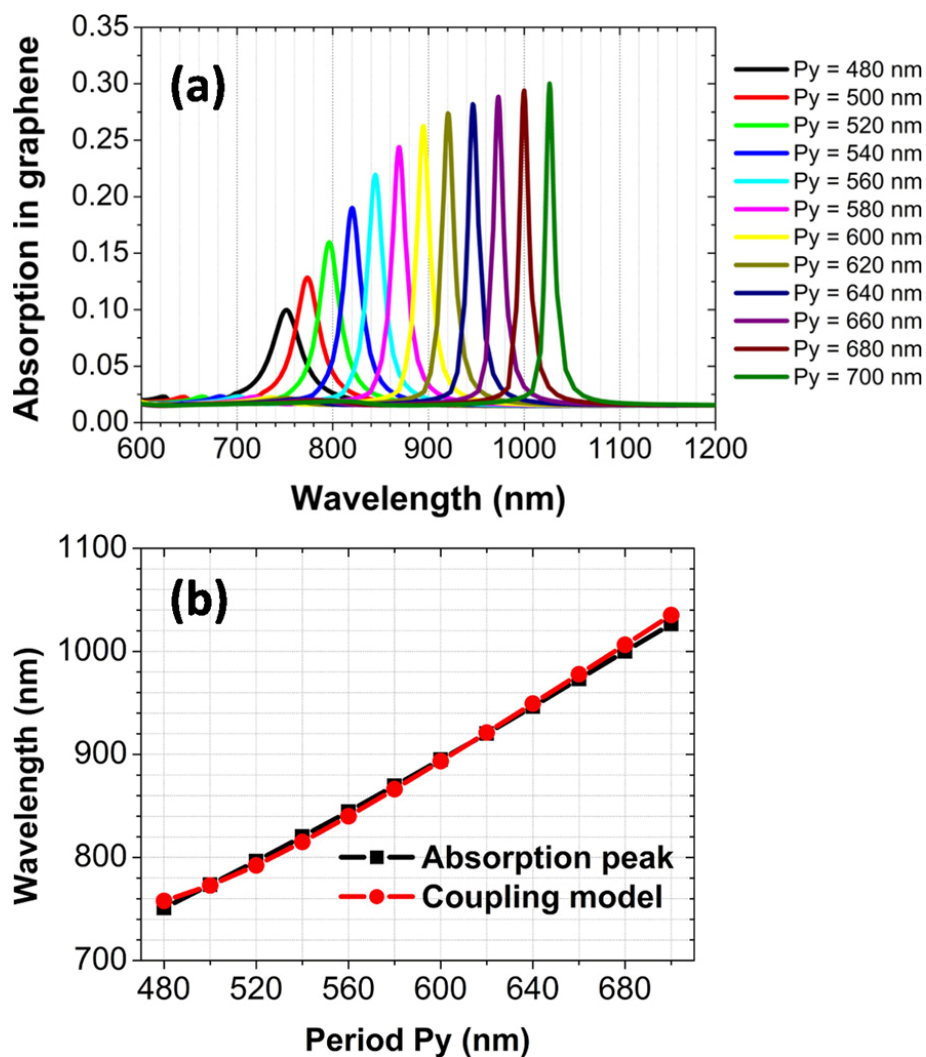 (a)
Absorption in graphene
0.35
0.30
0.25
0.20
0.15
0.10
0.05
0.00
600 700 800 900 1000 1100 1200
Wavelength (nm)
Py = 480 nm
Py = 500 nm
Py = 520 nm
Py = 540 nm
Py = 560 nm
Py = 580 nm
Py = 600 nm
Py = 620 nm
Py = 640 nm
Py = 660 nm
Py = 680 nm
Py = 700 nm
(b)
Wavelength (nm)
1100
1000
900
800
700
Absorption peak
Coupling model
480 520 560 600 640 680
Period Py (nm)